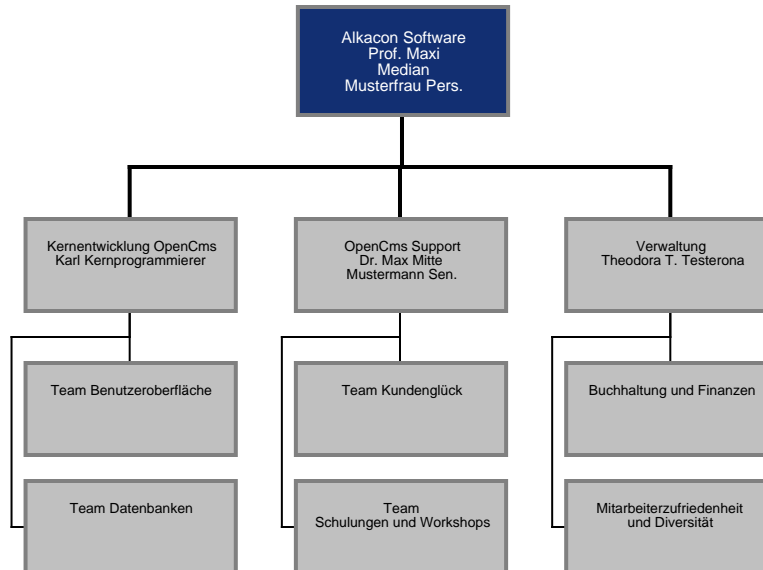 Alkacon Software
Prof. Maxi
Median
Musterfrau Pers.
Kernentwicklung OpenCms
Karl Kernprogrammierer
OpenCms Support
Dr. Max Mitte
Mustermann Sen.
Verwaltung
Theodora T. Testerona
Team Benutzeroberfläche
Team Kundenglück
Buchhaltung und Finanzen
Team Datenbanken
Team
Schulungen und Workshops
Mitarbeiterzufriedenheit
und Diversität